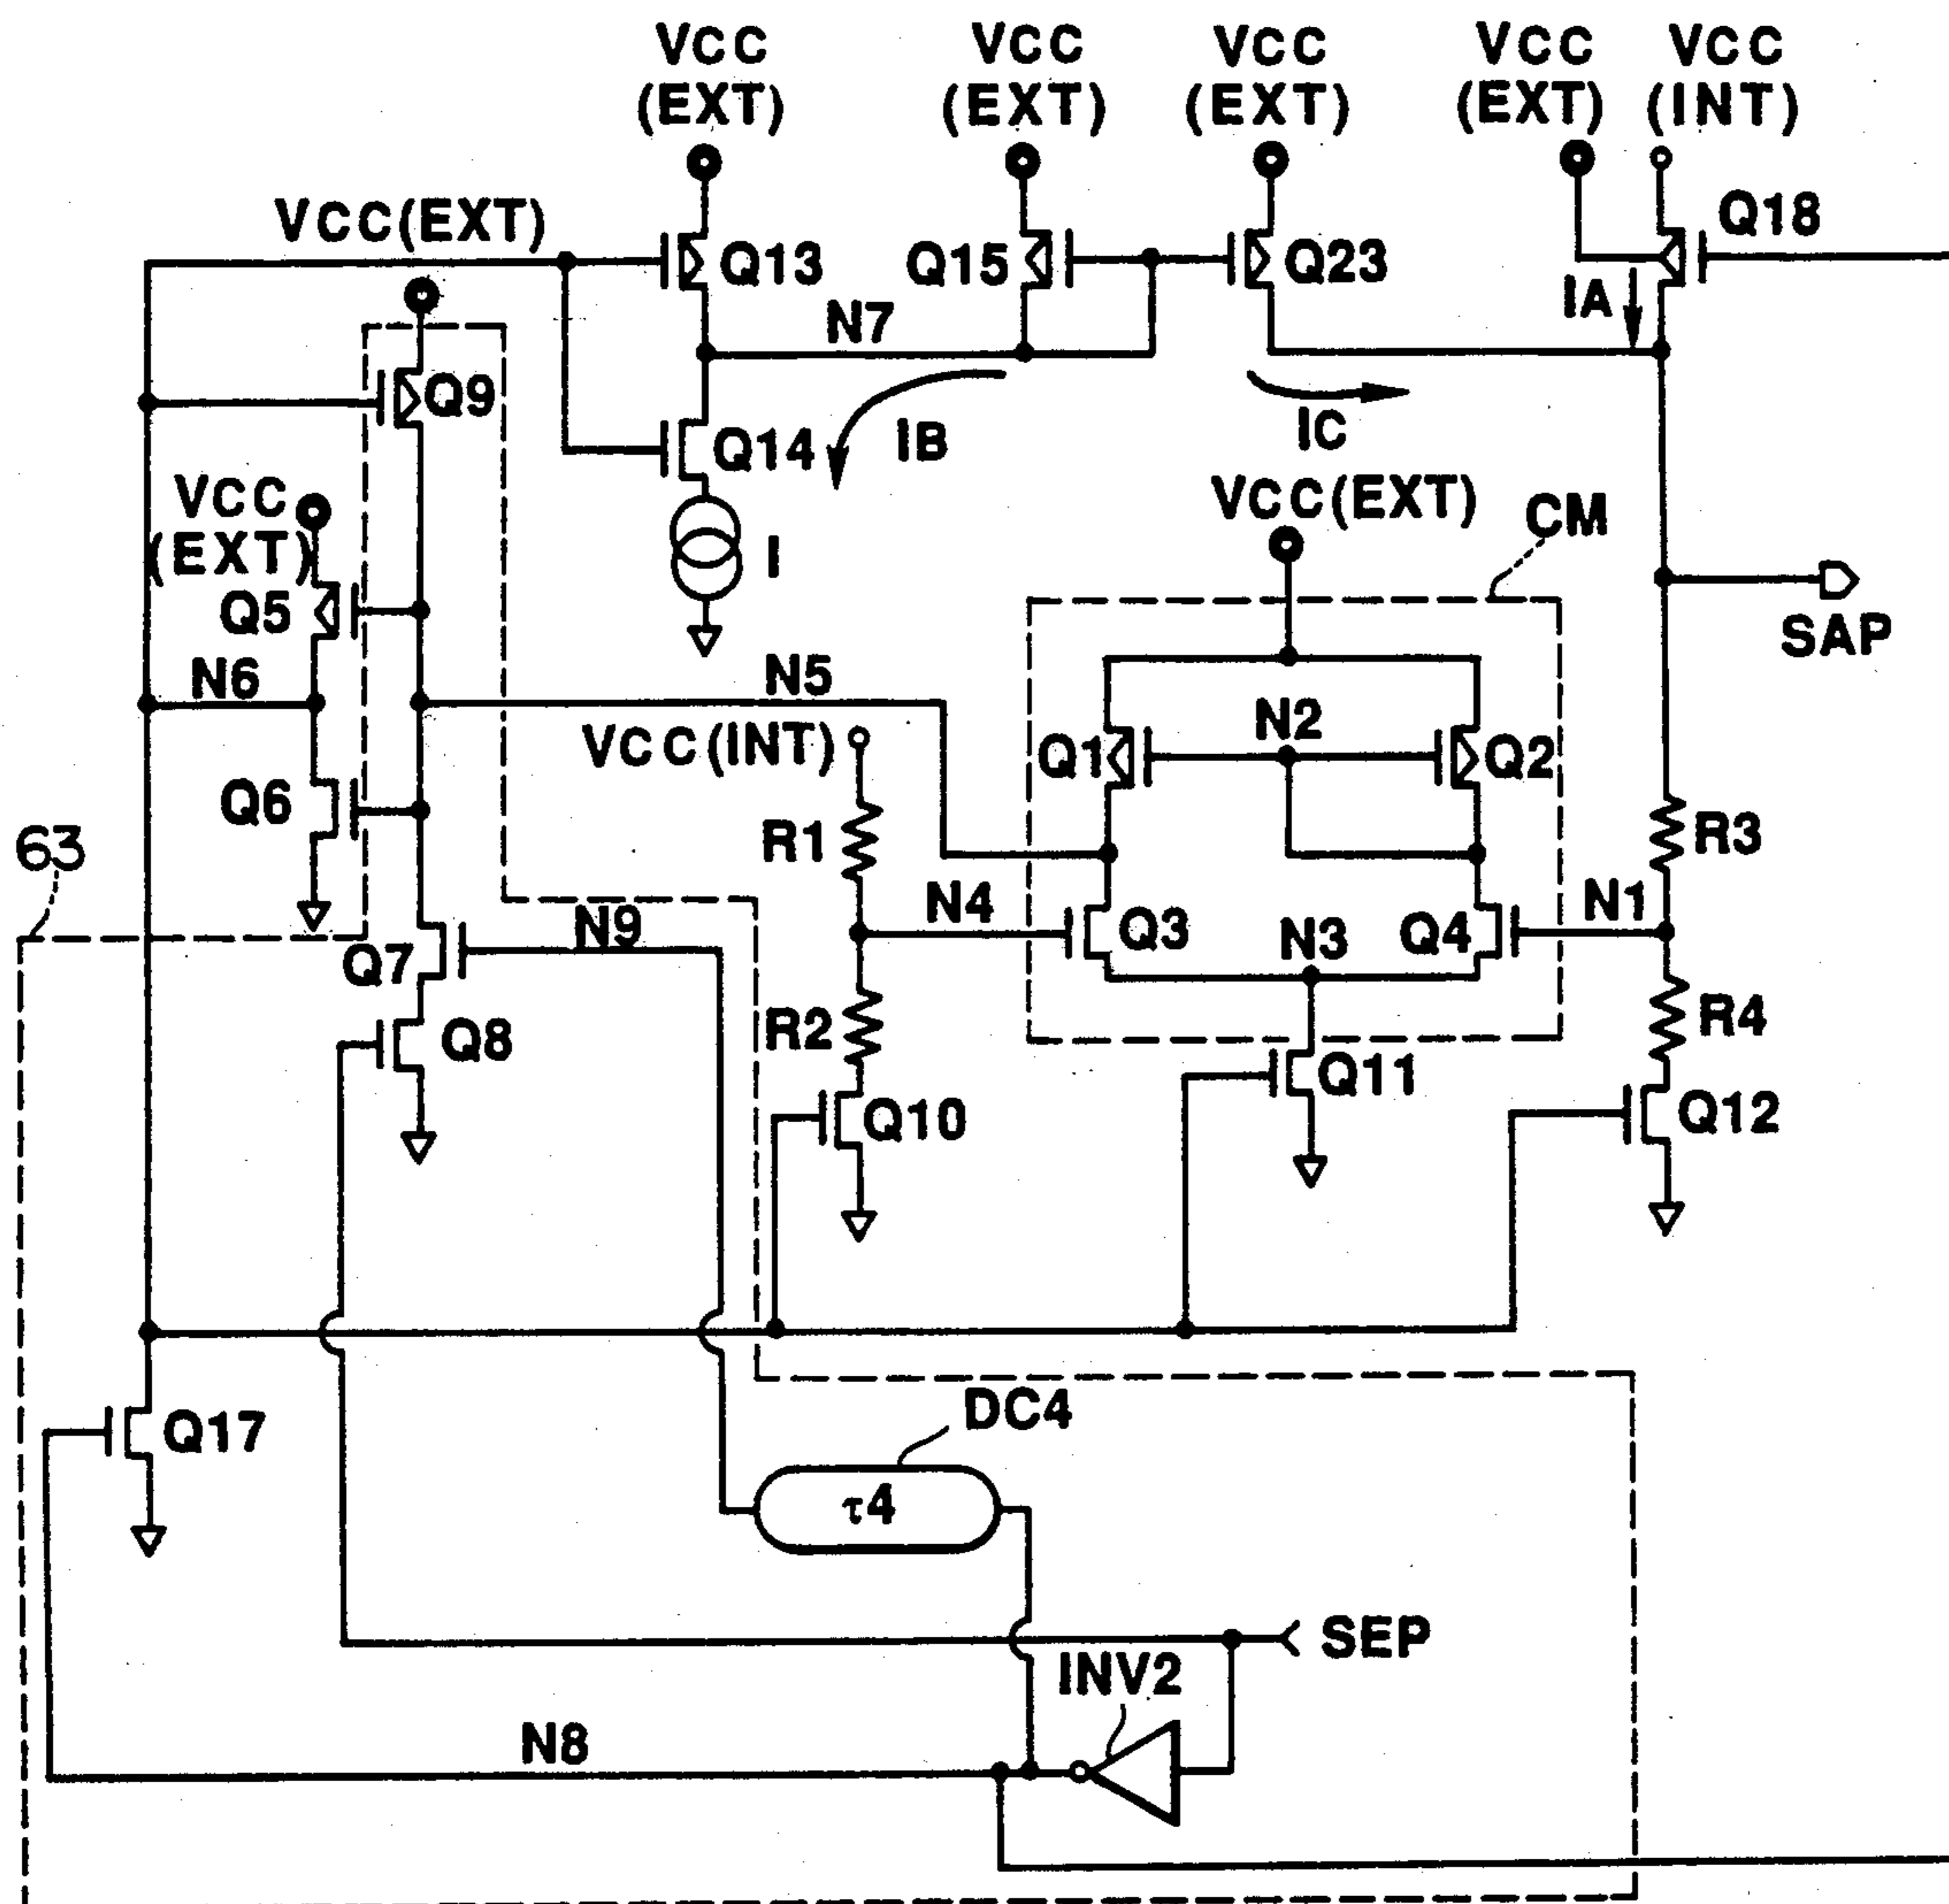 VCC
(EXT)
VCC
(EXT)
VCC
(EXT)
VCC
(EXT)
VCC
(INT)
VCC(EXT)
Q13
Q15
Q23
Q18
IA
N7
Q9
Q14
IB
IC
VCC
(EXT)
VCC(EXT)
CM
I
Q5
SAP
N6
N5
VCC(INT)
Q1
N2
Q2
Q6
R1
R3
63
N4
N9
Q3
N3
Q4
N1
Q7
Q8
R2
R4
Q11
Q10
Q12
Q17
DC4
τ4
SEP
INV2
N8